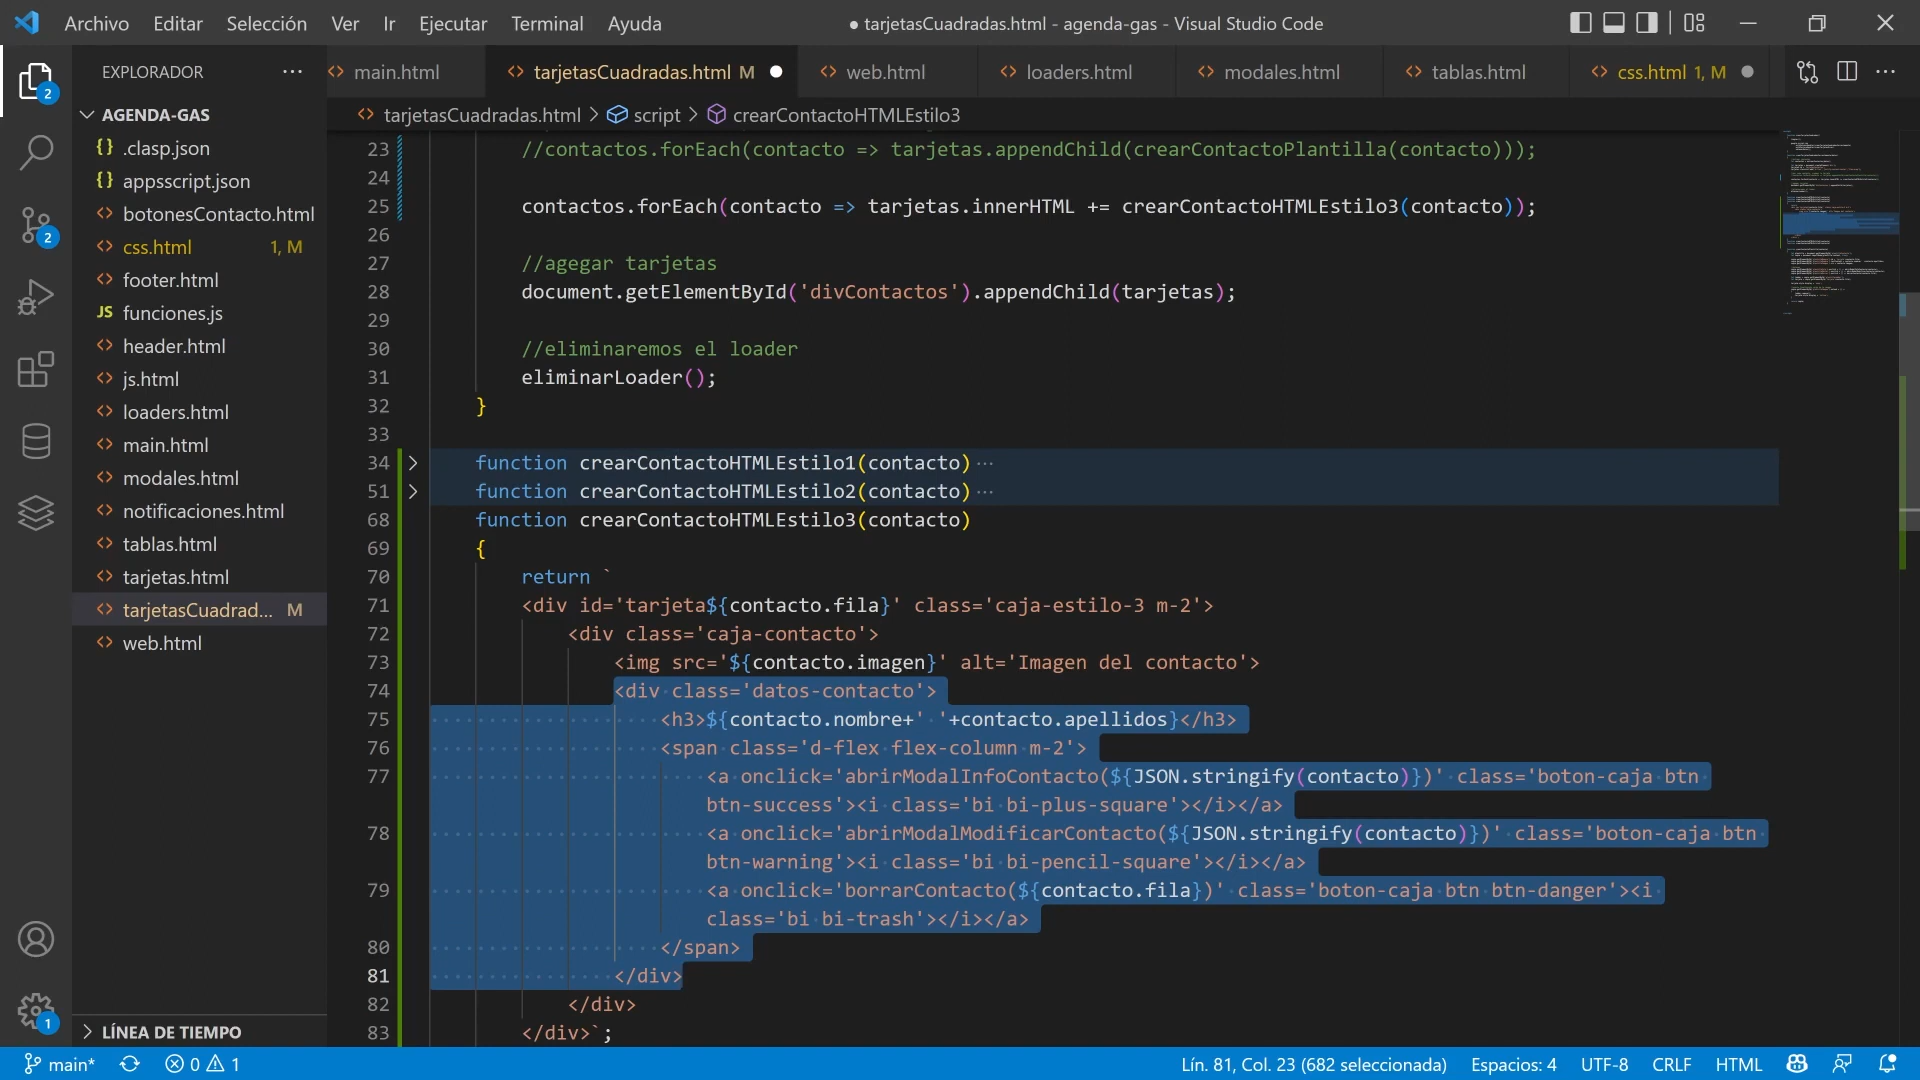 Archivo Editar Selección Ver Ir Ejecutar Terminal Ayuda
● tarjetasCuadradas.html - agenda-gas - Visual Studio Code
EXPLORADOR ···
main.html
tarjetasCuadradas.html M
web.html
loaders.html
modales.html
tablas.html
css.html 1, M
tarjetasCuadradas.html > script > crearContactoHTMLEstilo3
AGENDA-GAS
.clasp.json
appsscript.json
botonesContacto.html
css.html 1, M
footer.html
JS funciones.js
header.html
js.html
loaders.html
main.html
modales.html
notificaciones.html
tablas.html
tarjetas.html
tarjetasCuadrad... M
web.html
LÍNEA DE TIEMPO
2
2
1
23 //contactos.forEach(contacto => tarjetas.appendChild(crearContactoPlantilla(contacto)));
24
25 contactos.forEach(contacto => tarjetas.innerHTML += crearContactoHTMLEstilo3(contacto));
26
27 //agegar tarjetas
28 document.getElementById('divContactos').appendChild(tarjetas);
29
30 //eliminaremos el loader
31 eliminarLoader();
32 }
33
34 function crearContactoHTMLEstilo1(contacto) ···
51 function crearContactoHTMLEstilo2(contacto) ···
68 function crearContactoHTMLEstilo3(contacto)
69 {
70 return `
71 <div id='tarjeta${contacto.fila}' class='caja-estilo-3 m-2'>
72 <div class='caja-contacto'>
73 <img src='${contacto.imagen}' alt='Imagen del contacto'>
74 <div class='datos-contacto'>
75 <h3>${contacto.nombre+' '+contacto.apellidos}</h3>
76 <span class='d-flex flex-column m-2'>
77 <a onclick='abrirModalInfoContacto(${JSON.stringify(contacto)})' class='boton-caja btn
btn-success'><i class='bi bi-plus-square'></i></a>
78 <a onclick='abrirModalModificarContacto(${JSON.stringify(contacto)})' class='boton-caja btn
btn-warning'><i class='bi bi-pencil-square'></i></a>
79 <a onclick='borrarContacto(${contacto.fila})' class='boton-caja btn btn-danger'><i
class='bi bi-trash'></i></a>
80 </span>
81 </div>
82 </div>
83 </div>`;
main* 0 1
Lín. 81, Col. 23 (682 seleccionada) Espacios: 4 UTF-8 CRLF HTML